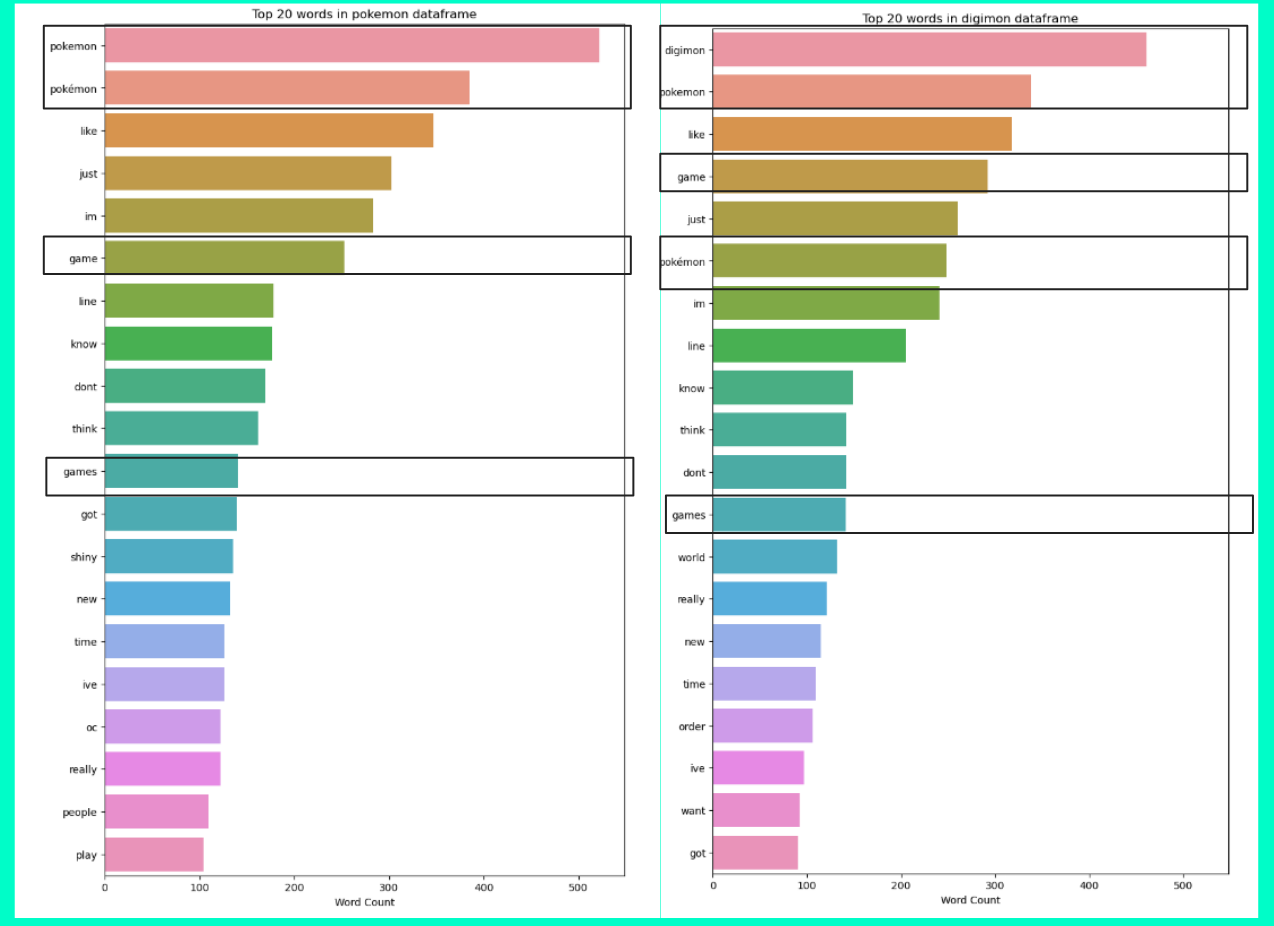 Top 20 words in pokemon dataframe
pokemon
pokémon
like
just
im
game
line
know
dont
think
games
got
shiny
new
time
ive
oc
really
people
play
0 100 200 300 400 500
Word Count
Top 20 words in digimon dataframe
digimon
pokemon
like
game
just
pokémon
im
line
know
think
dont
games
world
really
new
time
order
ive
want
got
0 100 200 300 400 500
Word Count